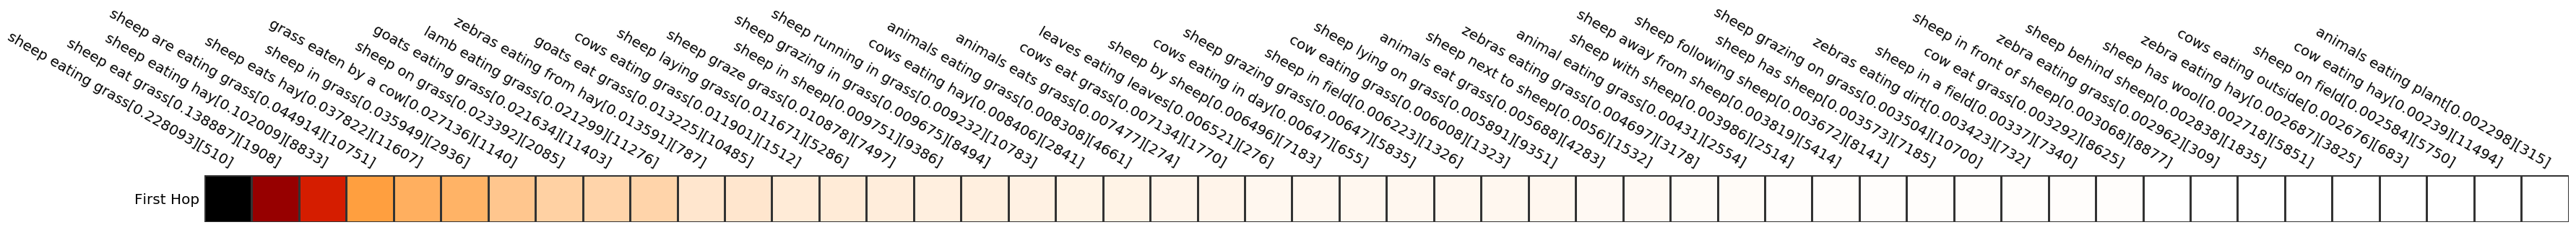 sheep eating grass[0.228093][510]
sheep eat grass[0.138887][1908]
sheep eating hay[0.102009][8833]
sheep are eating grass[0.044914][10751]
sheep eats hay[0.037822][11607]
sheep in grass[0.035949][2936]
grass eaten by a cow[0.027136][1140]
sheep on grass[0.023392][2085]
goats eating grass[0.021634][11403]
lamb eating grass[0.021299][11276]
zebras eating from hay[0.013591][787]
goats eat grass[0.013225][10485]
cows eating grass[0.011901][1512]
sheep laying grass[0.011671][5286]
sheep graze grass[0.010878][7497]
sheep in sheep[0.009751][9386]
sheep grazing in grass[0.009675][8494]
sheep running in grass[0.009232][10783]
cows eating hay[0.008406][2841]
animals eating grass[0.008308][4661]
animals eats grass[0.007477][274]
cows eat grass[0.007134][1770]
leaves eating leaves[0.006521][276]
sheep by sheep[0.006496][7183]
cows eating in day[0.00647][655]
sheep grazing grass[0.00647][5835]
sheep in field[0.006223][1326]
cow eating grass[0.006008][1323]
sheep lying on grass[0.005891][9351]
animals eat grass[0.005688][4283]
sheep next to sheep[0.0056][1532]
zebras eating grass[0.004697][3178]
animal eating grass[0.00431][2554]
sheep with sheep[0.003986][2514]
sheep away from sheep[0.003819][5414]
sheep following sheep[0.003672][8141]
sheep has sheep[0.003573][7185]
sheep grazing on grass[0.003504][10700]
zebras eating dirt[0.003423][732]
sheep in a field[0.00337][7340]
cow eat grass[0.003292][8625]
sheep in front of sheep[0.003068][8877]
zebra eating grass[0.002962][309]
sheep behind sheep[0.002838][1835]
sheep has wool[0.002718][5851]
zebra eating hay[0.002687][3825]
cows eating outside[0.002676][683]
sheep on field[0.002584][5750]
cow eating hay[0.00239][11494]
animals eating plant[0.002298][315]
First Hop